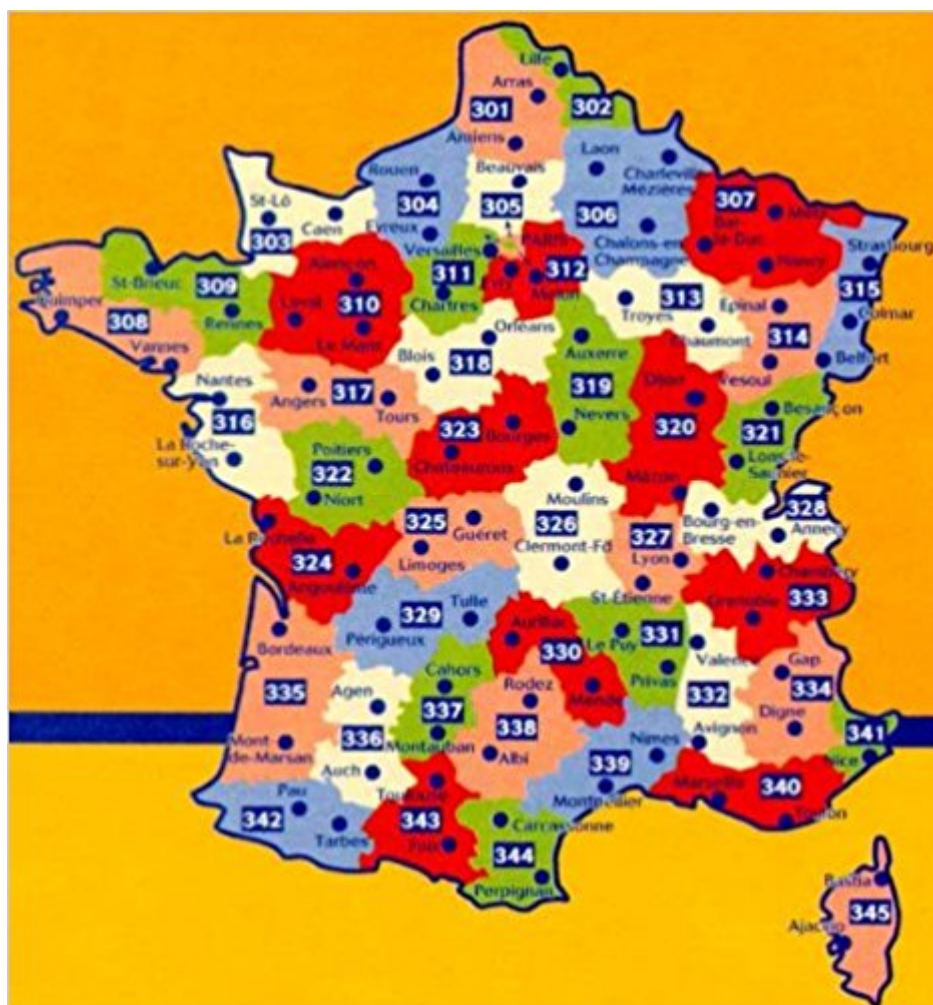 Lille
Arras
301
302
Amiens
Laon
Rouen
Beauvais
Charleville-
Mézières
307
Metz
St-Lô
304
305
306
Bar-
le-Duc
Caen
303
Evreux
Versailles
PARIS
Chalons-en-
Champagne
Nancy
Strasbourg
St-Brieuc
309
Alençon
311
Evry
312
Melun
315
Quimper
310
Laval
Chartres
313
Troyes
Epinal
Colmar
308
Rennes
Le Mans
Orléans
Chaumont
314
Vannes
Blois
318
Auxerre
Belfort
Nantes
Angers
317
319
Dijon
Vesoul
Tours
Besançon
316
323
Bourges
Nevers
320
321
La Roche-
sur-Yon
Poitiers
Chateauroux
Lons-le-
Saunier
322
Niort
Mâcon
Moulins
325
328
La Rochelle
Guéret
326
327
Bourg-en-
Bresse
Annecy
324
Limoges
Clermont-Fd
Lyon
Angoulême
Chambéry
St-Étienne
333
329
Tulle
Grenoble
Périgueux
Aurillac
331
Bordeaux
Le Puy
330
Valence
Cahors
Privas
Gap
335
Agen
Rodez
Mende
332
334
337
338
336
Avignon
Digne
341
Mont-
de-Marsan
Montauban
Nimes
Albi
Nice
Auch
339
Toulouse
Marseille
340
Pau
Montpellier
342
343
Carcassonne
Toulon
Tarbes
Foix
344
Perpignan
Bastia
345
Ajaccio